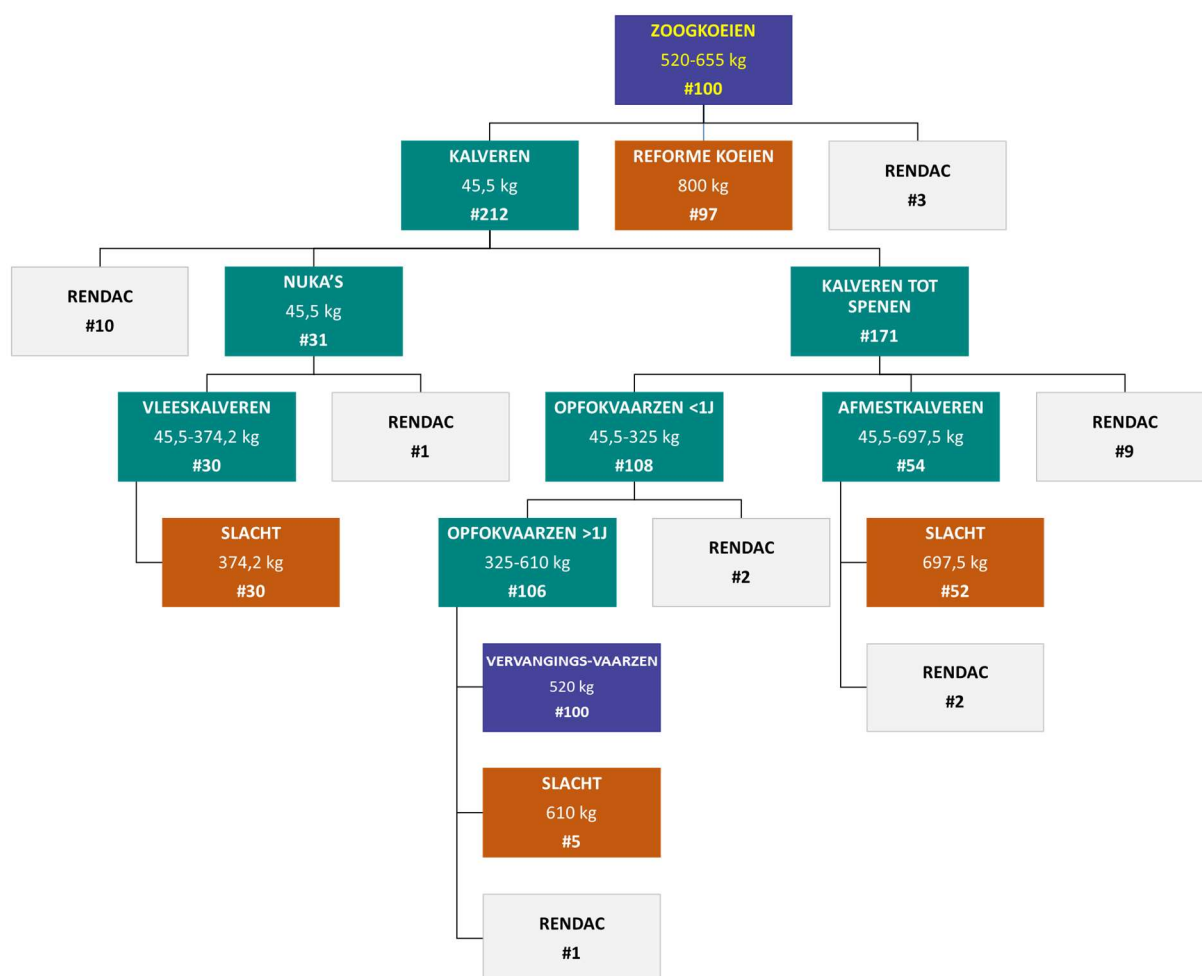 ZOOGKOEIEN
520-655 kg
#100
KALVEREN
45,5 kg
#212
REFORME KOEIEN
800 kg
#97
RENDAC
#3
RENDAC
#10
NUKA'S
45,5 kg
#31
KALVEREN TOT
SPENEN
#171
VLEESKALVEREN
45,5-374,2 kg
#30
RENDAC
#1
OPFOKVAARZEN <1J
45,5-325 kg
#108
AFMESTKALVEREN
45,5-697,5 kg
#54
RENDAC
#9
SLACHT
374,2 kg
#30
OPFOKVAARZEN >1J
325-610 kg
#106
RENDAC
#2
SLACHT
697,5 kg
#52
VERVANGINGS-VAARZEN
520 kg
#100
RENDAC
#2
SLACHT
610 kg
#5
RENDAC
#1